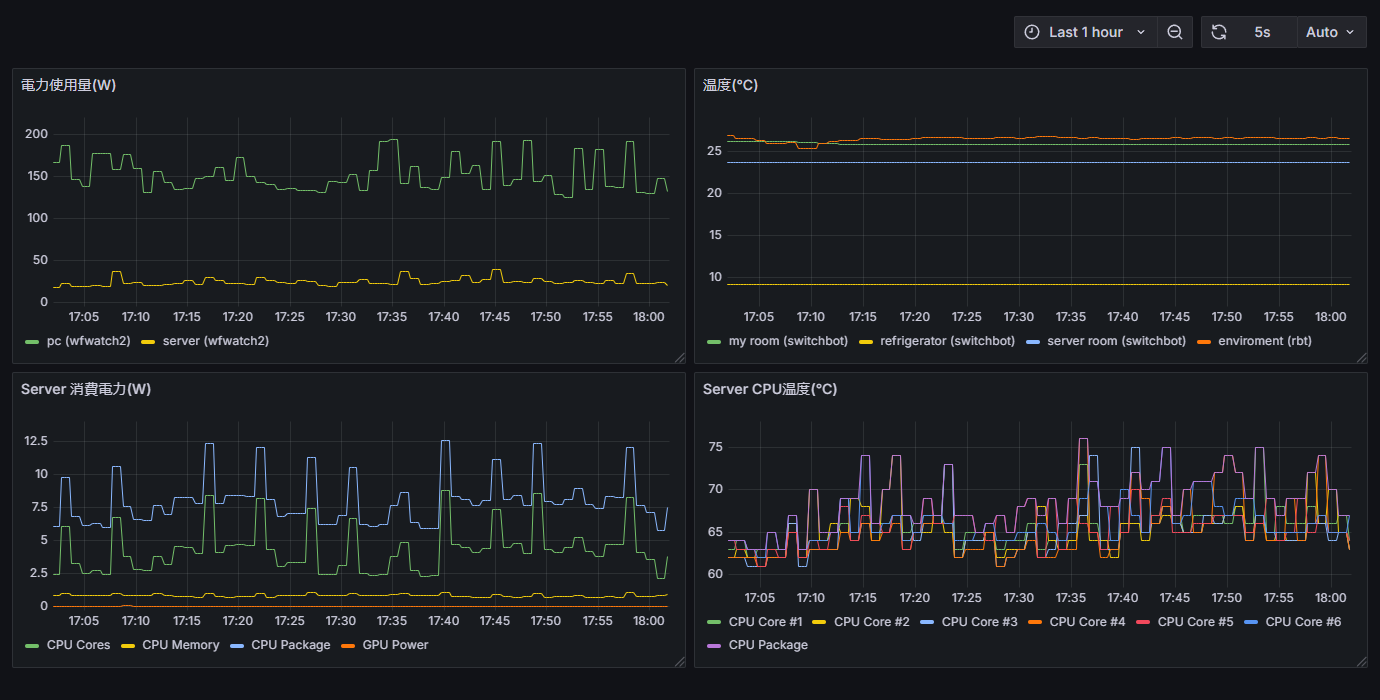 Last 1 hour 5s Auto
電力使用量(W)
200
150
100
50
0
17:05 17:10 17:15 17:20 17:25 17:30 17:35 17:40 17:45 17:50 17:55 18:00
pc (wfwatch2) server (wfwatch2)
温度(°C)
25
20
15
10
17:05 17:10 17:15 17:20 17:25 17:30 17:35 17:40 17:45 17:50 17:55 18:00
my room (switchbot) refrigerator (switchbot) server room (switchbot) enviroment (rbt)
Server 消費電力(W)
12.5
10
7.5
5
2.5
0
17:05 17:10 17:15 17:20 17:25 17:30 17:35 17:40 17:45 17:50 17:55 18:00
CPU Cores CPU Memory CPU Package GPU Power
Server CPU温度(°C)
75
70
65
60
17:05 17:10 17:15 17:20 17:25 17:30 17:35 17:40 17:45 17:50 17:55 18:00
CPU Core #1 CPU Core #2 CPU Core #3 CPU Core #4 CPU Core #5 CPU Core #6
CPU Package